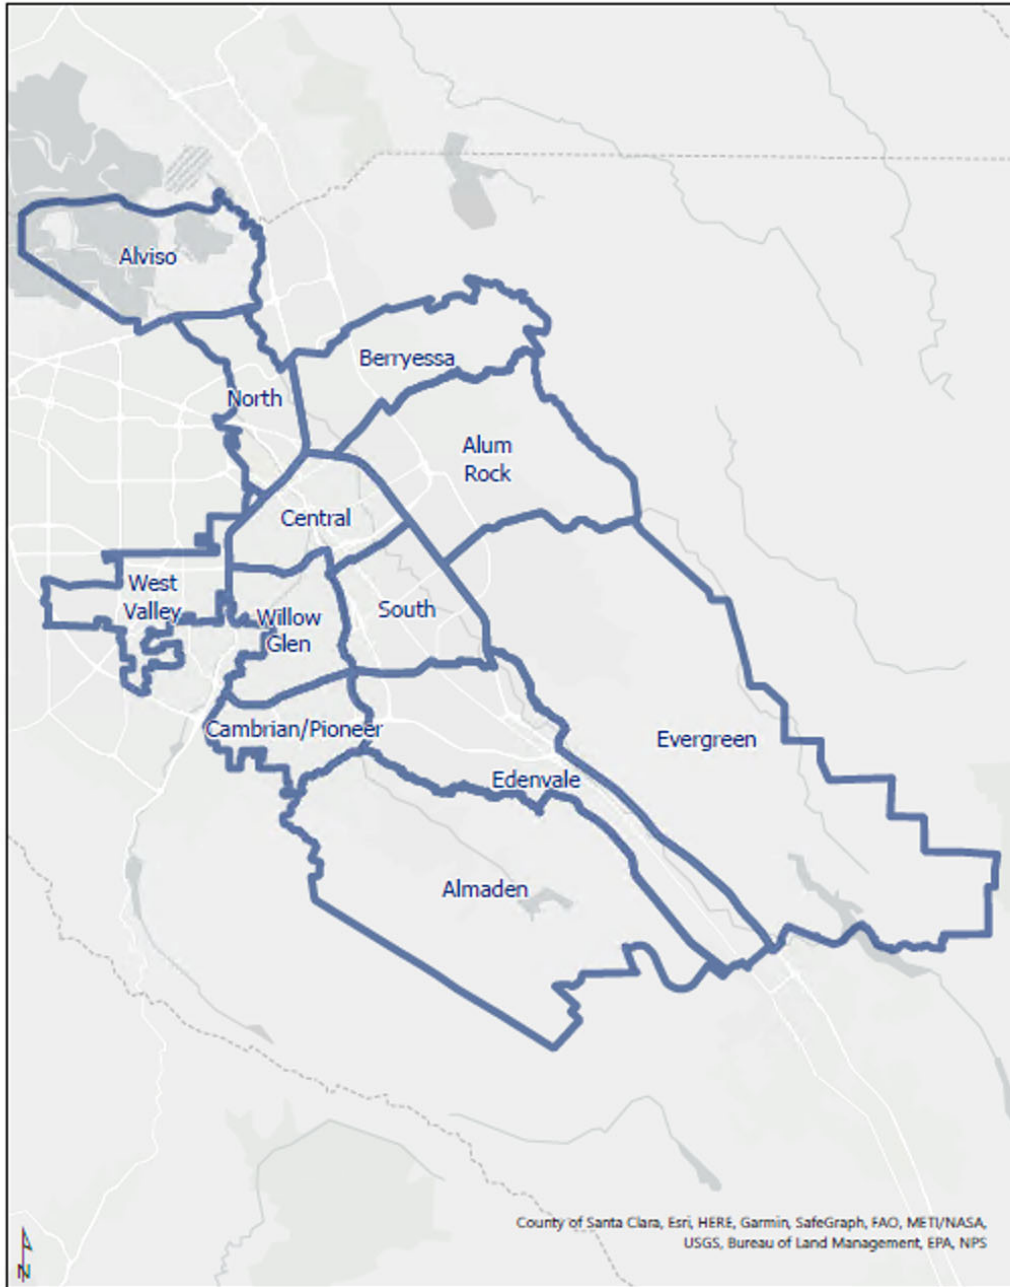 Alviso
Berryessa
North
Alum
Rock
Central
West
Valley
South
Willow
Glen
Cambrian/Pioneer
Evergreen
Edenvale
Almaden
County of Santa Clara, Esri, HERE, Garmin, SafeGraph, FAO, METI/NASA,
USGS, Bureau of Land Management, EPA, NPS
N